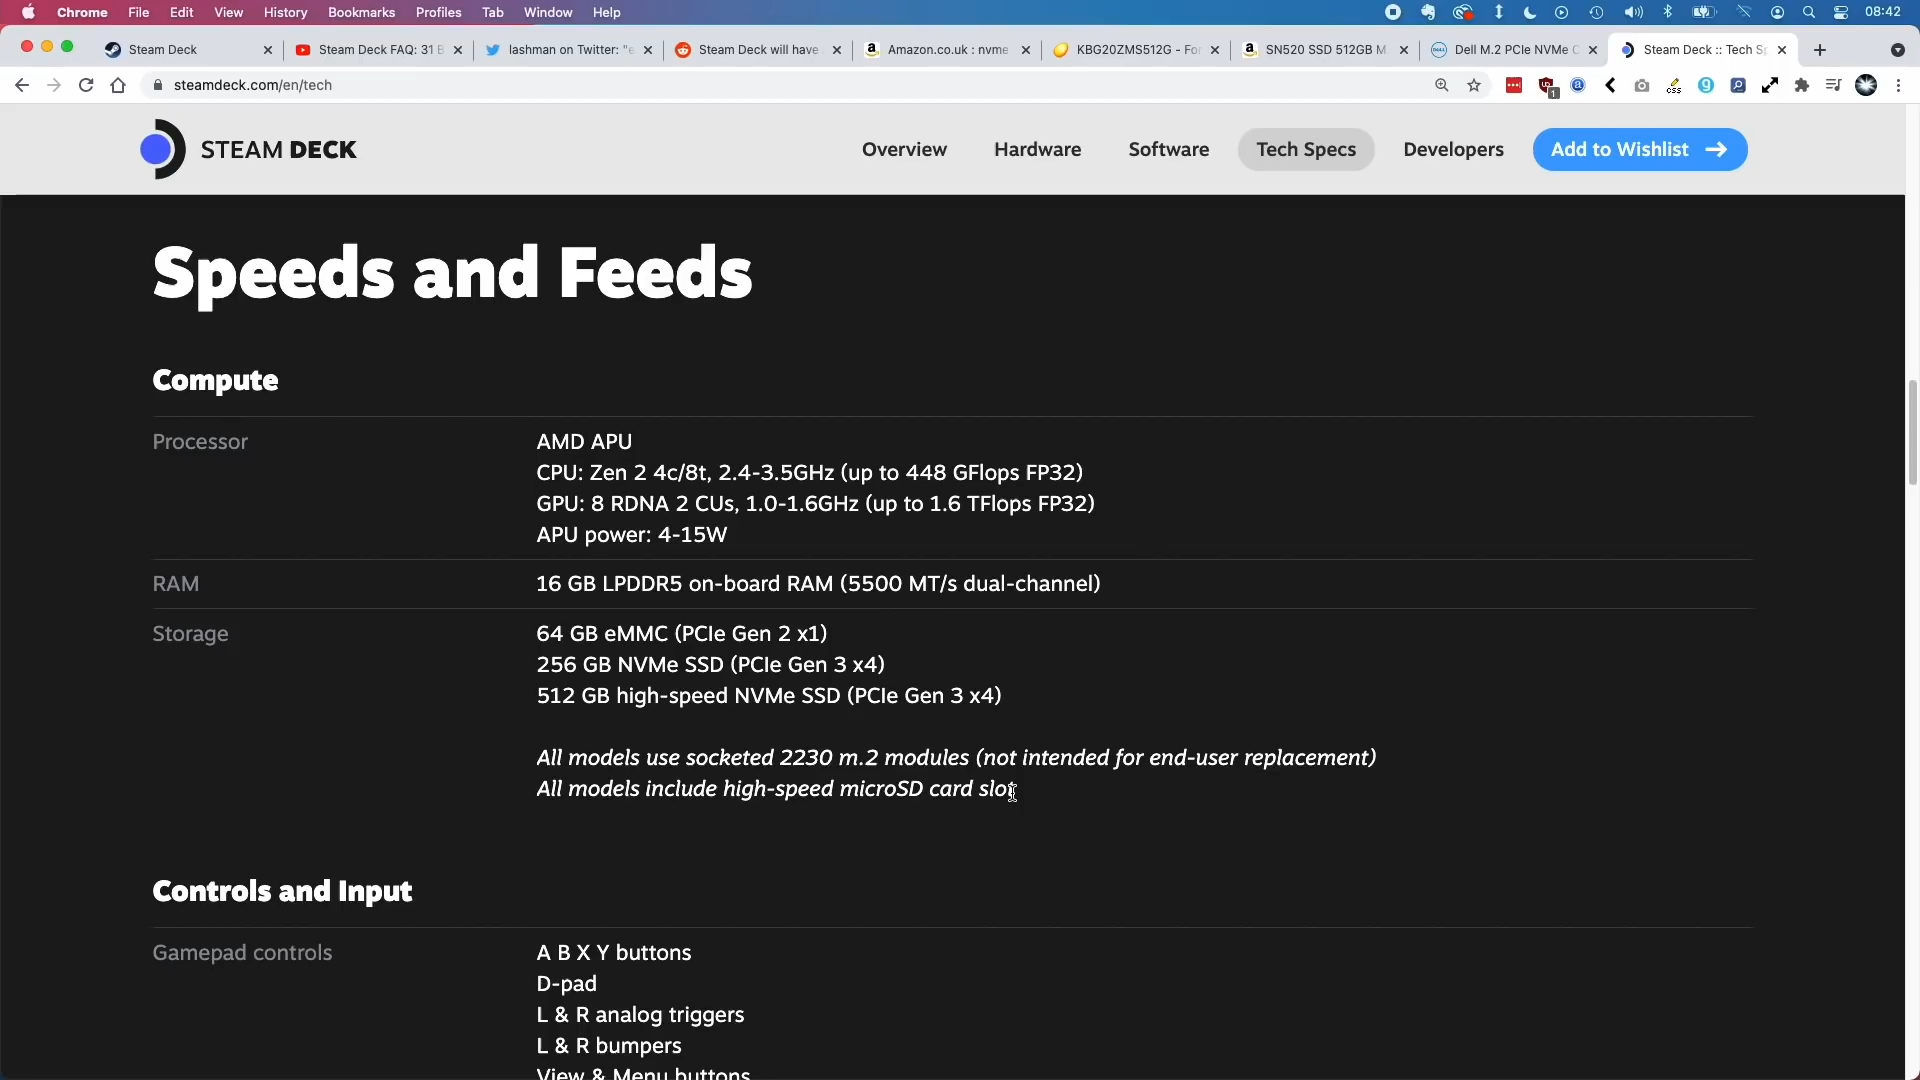 Chrome File Edit View History Bookmarks Profiles Tab Window Help 08:42
Steam Deck
Steam Deck FAQ: 31 B
lashman on Twitter: "e
Steam Deck will have
Amazon.co.uk : nvme
KBG20ZMS512G - For
SN520 SSD 512GB M
Dell M.2 PCIe NVMe C
Steam Deck :: Tech Sp
steamdeck.com/en/tech
STEAM DECK
Overview Hardware Software Tech Specs Developers Add to Wishlist →
Speeds and Feeds
Compute
Processor
AMD APU
CPU: Zen 2 4c/8t, 2.4-3.5GHz (up to 448 GFlops FP32)
GPU: 8 RDNA 2 CUs, 1.0-1.6GHz (up to 1.6 TFlops FP32)
APU power: 4-15W
RAM
16 GB LPDDR5 on-board RAM (5500 MT/s dual-channel)
Storage
64 GB eMMC (PCIe Gen 2 x1)
256 GB NVMe SSD (PCIe Gen 3 x4)
512 GB high-speed NVMe SSD (PCIe Gen 3 x4)
All models use socketed 2230 m.2 modules (not intended for end-user replacement)
All models include high-speed microSD card slot
Controls and Input
Gamepad controls
A B X Y buttons
D-pad
L & R analog triggers
L & R bumpers
View & Menu buttons